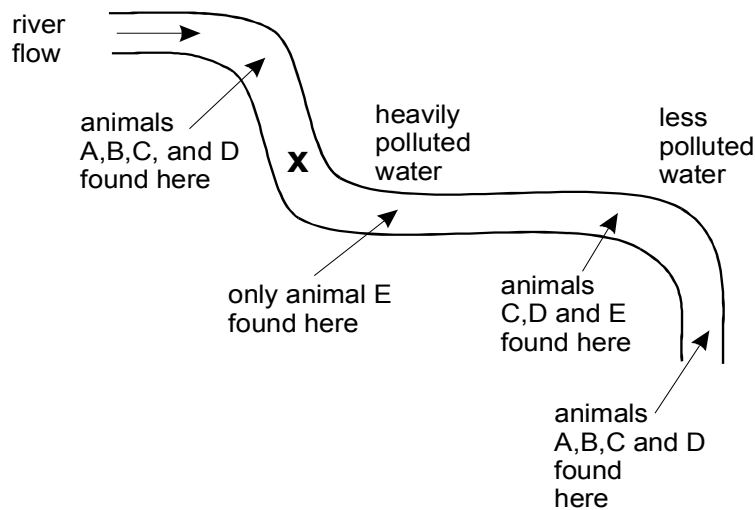 river
flow
animals
A,B,C, and D
found here
x
heavily
polluted
water
less
polluted
water
only animal E
found here
animals
C,D and E
found here
animals
A,B,C and D
found
here